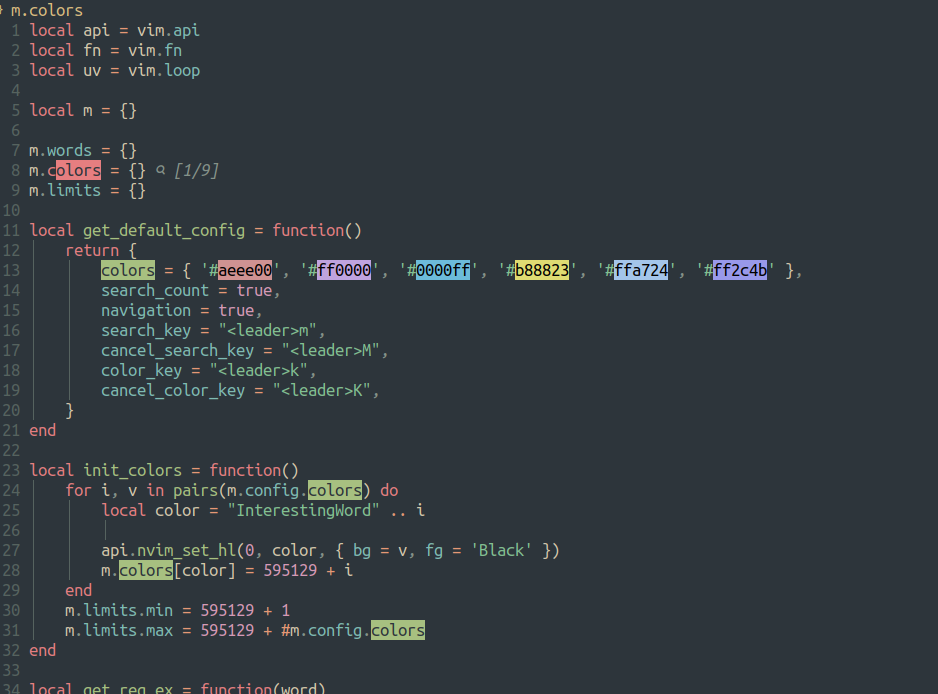 m.colors
1 local api = vim.api
2 local fn = vim.fn
3 local uv = vim.loop
4
5 local m = {}
6
7 m.words = {}
8 m.colors = {} [1/9]
9 m.limits = {}
10
11 local get_default_config = function()
12 return {
13 colors = { '#aeee00', '#ff0000', '#0000ff', '#b88823', '#ffa724', '#ff2c4b' },
14 search_count = true,
15 navigation = true,
16 search_key = "<leader>m",
17 cancel_search_key = "<leader>M",
18 color_key = "<leader>k",
19 cancel_color_key = "<leader>K",
20 }
21 end
22
23 local init_colors = function()
24 for i, v in pairs(m.config.colors) do
25 local color = "InterestingWord" .. i
26
27 api.nvim_set_hl(0, color, { bg = v, fg = 'Black' })
28 m.colors[color] = 595129 + i
29 end
30 m.limits.min = 595129 + 1
31 m.limits.max = 595129 + #m.config.colors
32 end
33
34 local get_reg_ex = function(word)